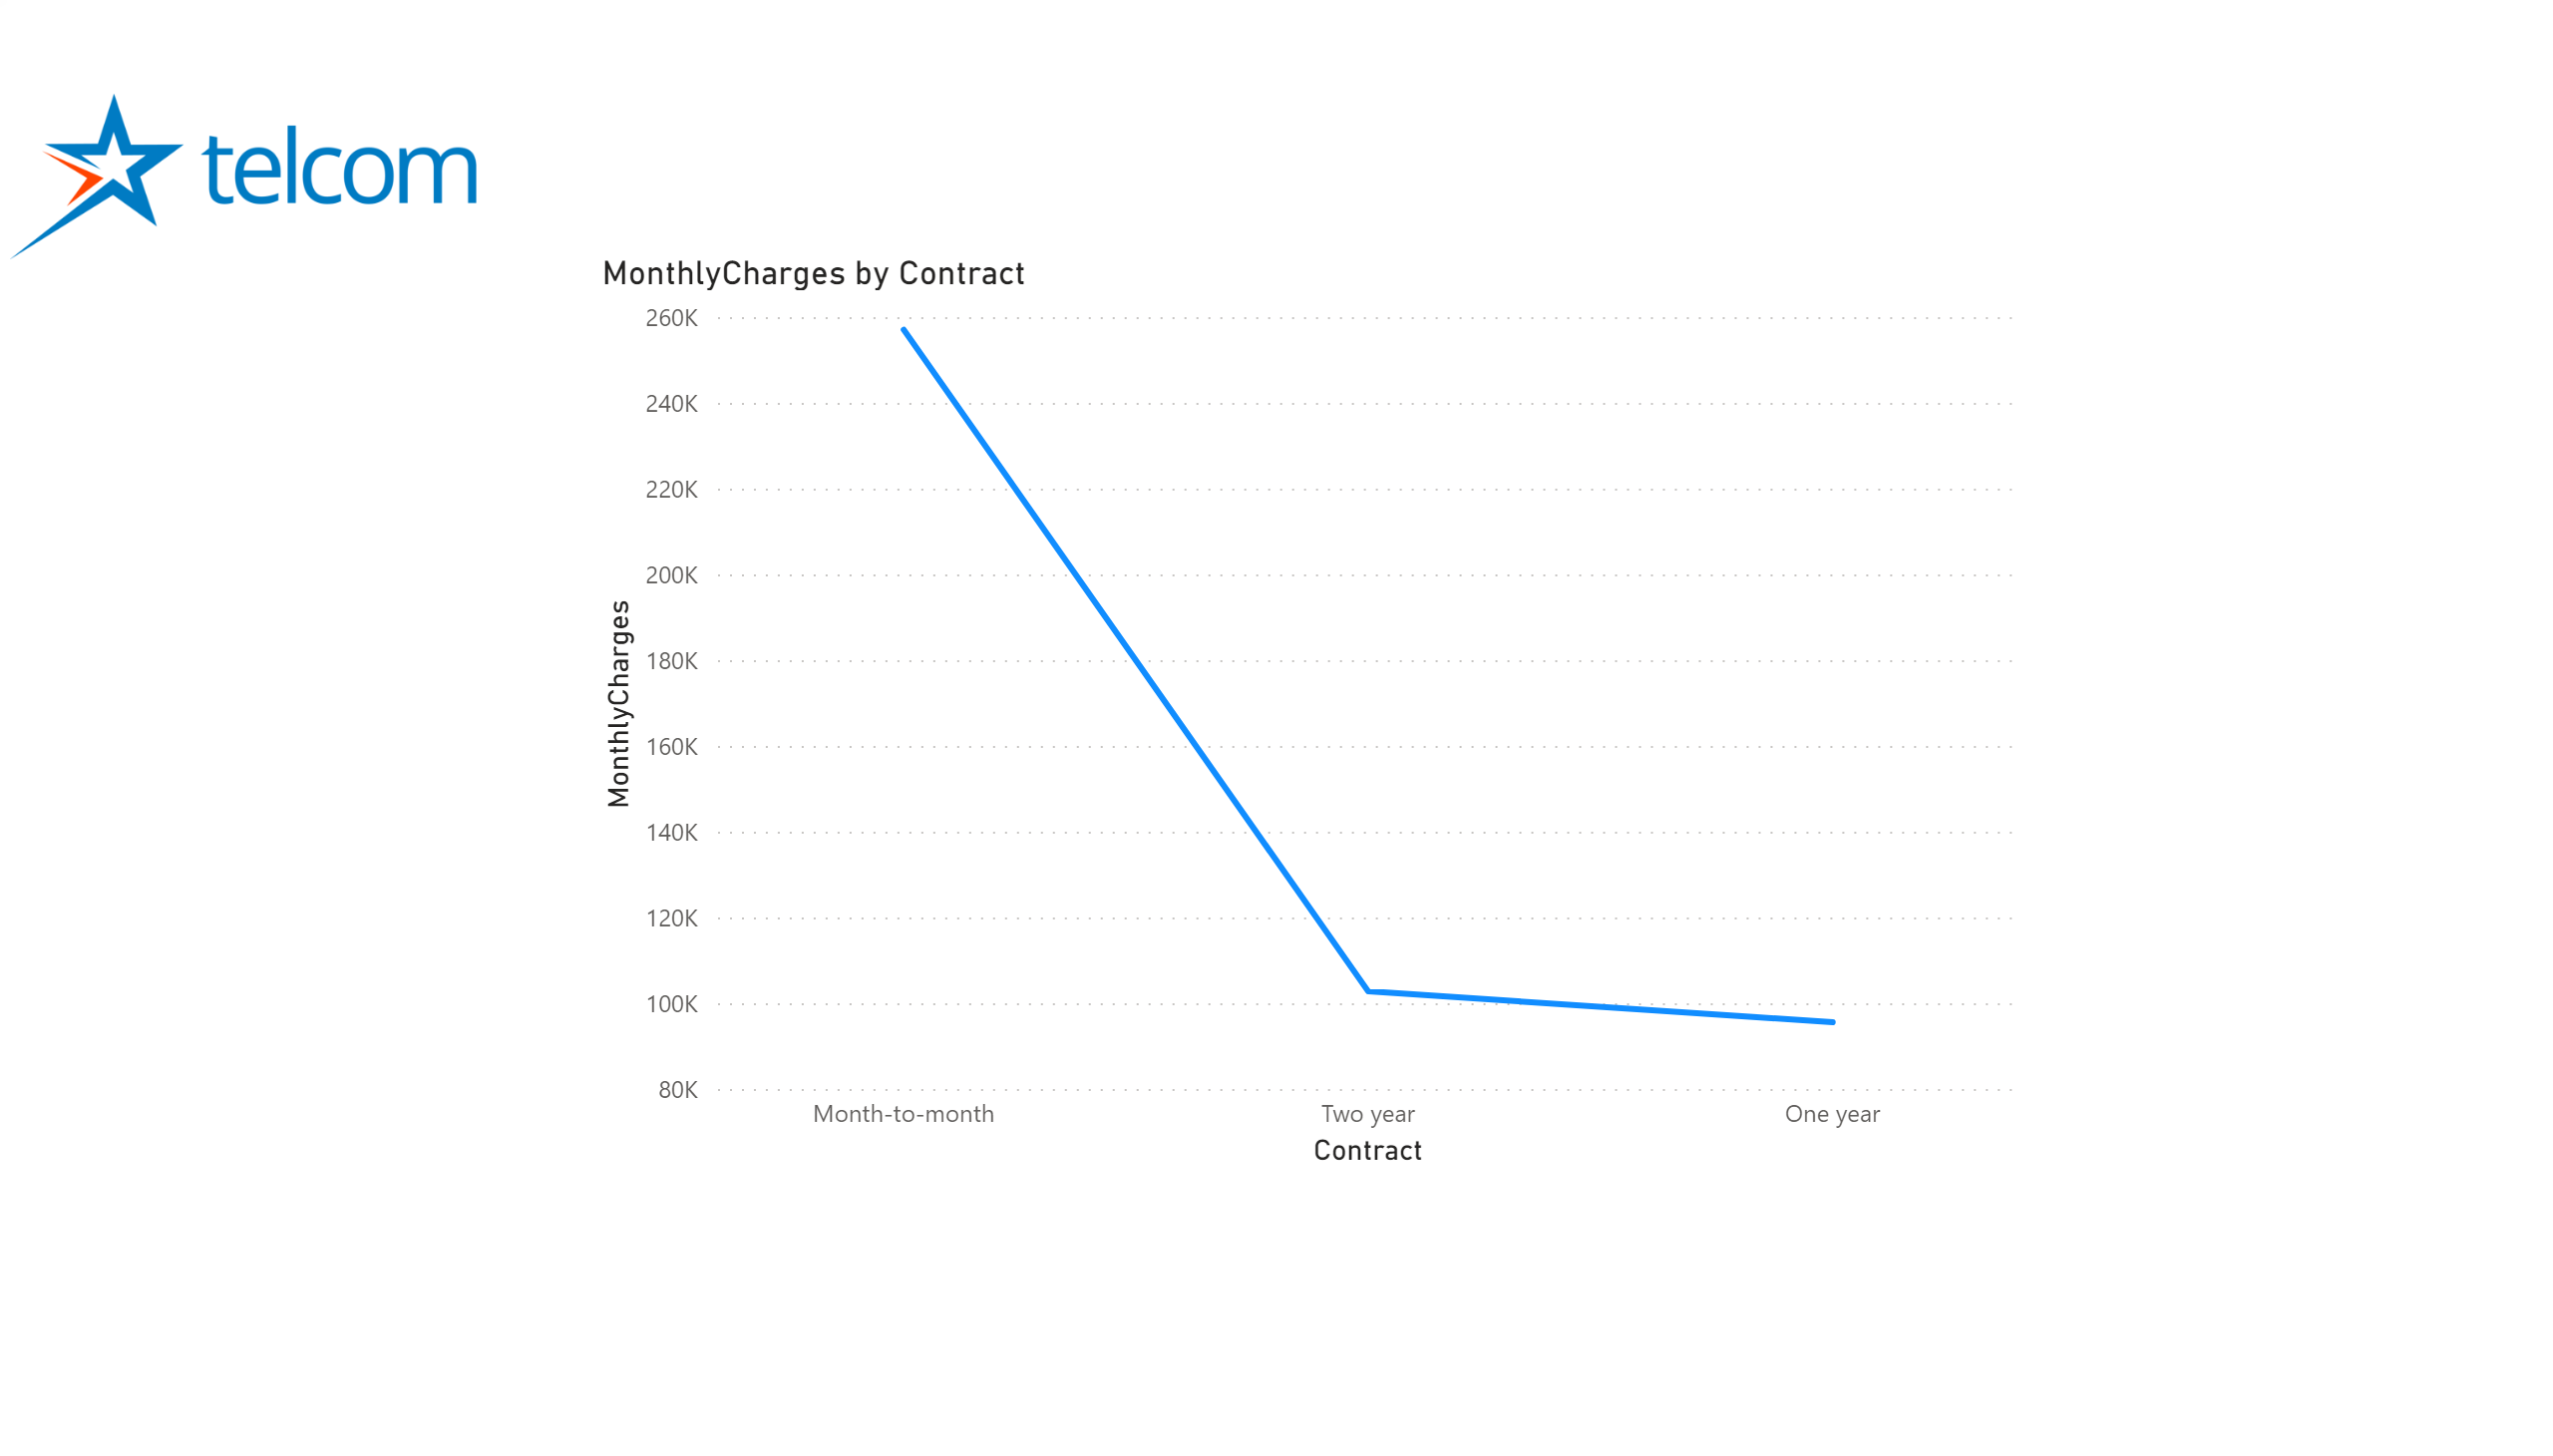 telcom
MonthlyCharges by Contract
260K
240K
220K
200K
180K
160K
140K
120K
100K
80K
MonthlyCharges
Month-to-month Two year One year
Contract